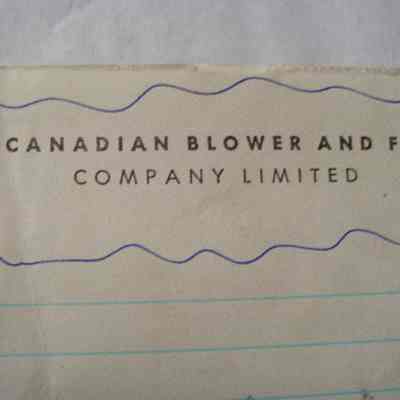 CANADIAN BLOWER AND F
COMPANY LIMITED